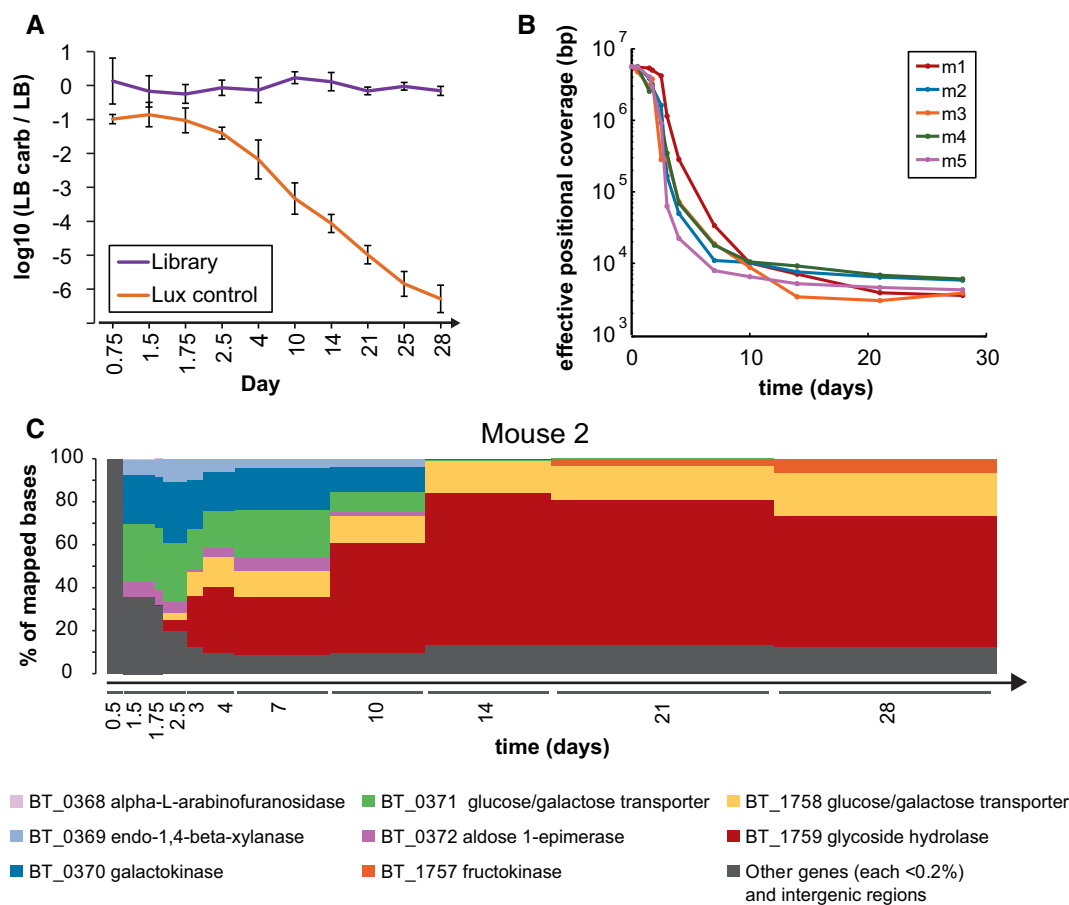 A
log10 (LB carb / LB)
1
0
-1
-2
-3
-4
-5
-6
Library
Lux control
0.75
1.5
1.75
2.5
4
10
14
21
25
28
Day
B
effective positional coverage (bp)
10^7
10^6
10^5
10^4
10^3
m1
m2
m3
m4
m5
0
10
20
30
time (days)
C
Mouse 2
% of mapped bases
100
80
60
40
20
0
0.5
1.5
1.75
2.5
3
4
7
10
14
21
28
time (days)
BT_0368 alpha-L-arabinofuranosidase
BT_0369 endo-1,4-beta-xylanase
BT_0370 galactokinase
BT_0371 glucose/galactose transporter
BT_0372 aldose 1-epimerase
BT_1757 fructokinase
BT_1758 glucose/galactose transporter
BT_1759 glycoside hydrolase
Other genes (each <0.2%)
and intergenic regions